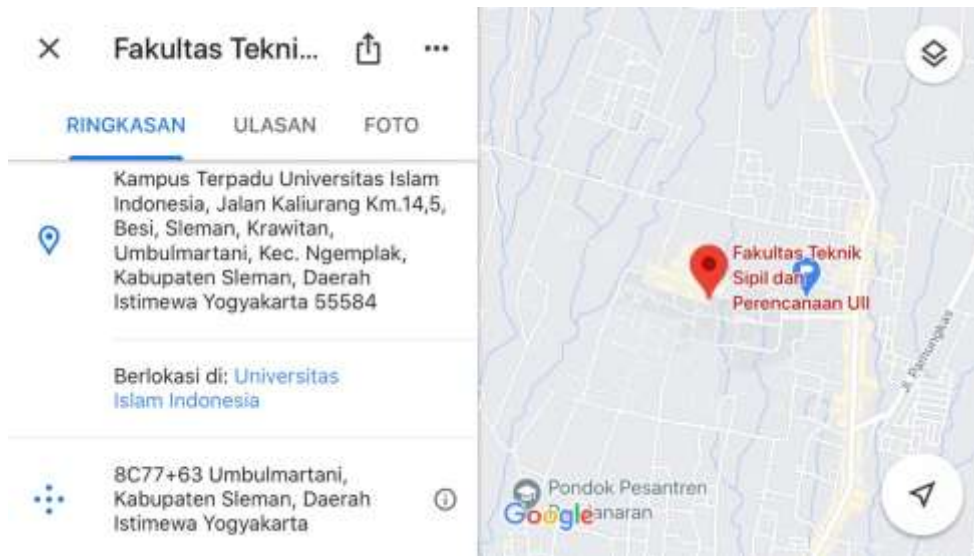 Fakultas Tekni...
RINGKASAN
ULASAN
FOTO
Kampus Terpadu Universitas Islam
Indonesia, Jalan Kaliurang Km.14,5,
Besi, Sleman, Krawitan,
Umbulmartani, Kec. Ngemplak,
Kabupaten Sleman, Daerah
Istimewa Yogyakarta 55584
Berlokasi di: Universitas
Islam Indonesia
8C77+63 Umbulmartani,
Kabupaten Sleman, Daerah
Istimewa Yogyakarta
Fakultas Teknik
Sipil dan
Perencanaan UII
Jl. Pamungkas
Pondok Pesantren
Google